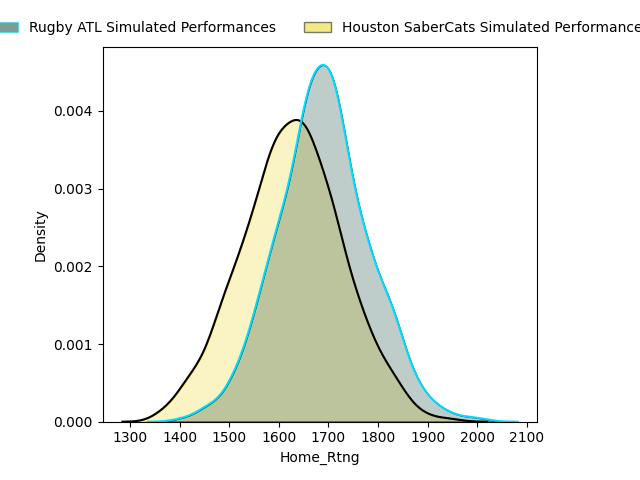 Rugby ATL Simulated Performances
Houston SaberCats Simulated Performance
0.004
0.003
0.002
0.001
0.000
Density
1300 1400 1500 1600 1700 1800 1900 2000 2100
Home_Rtng